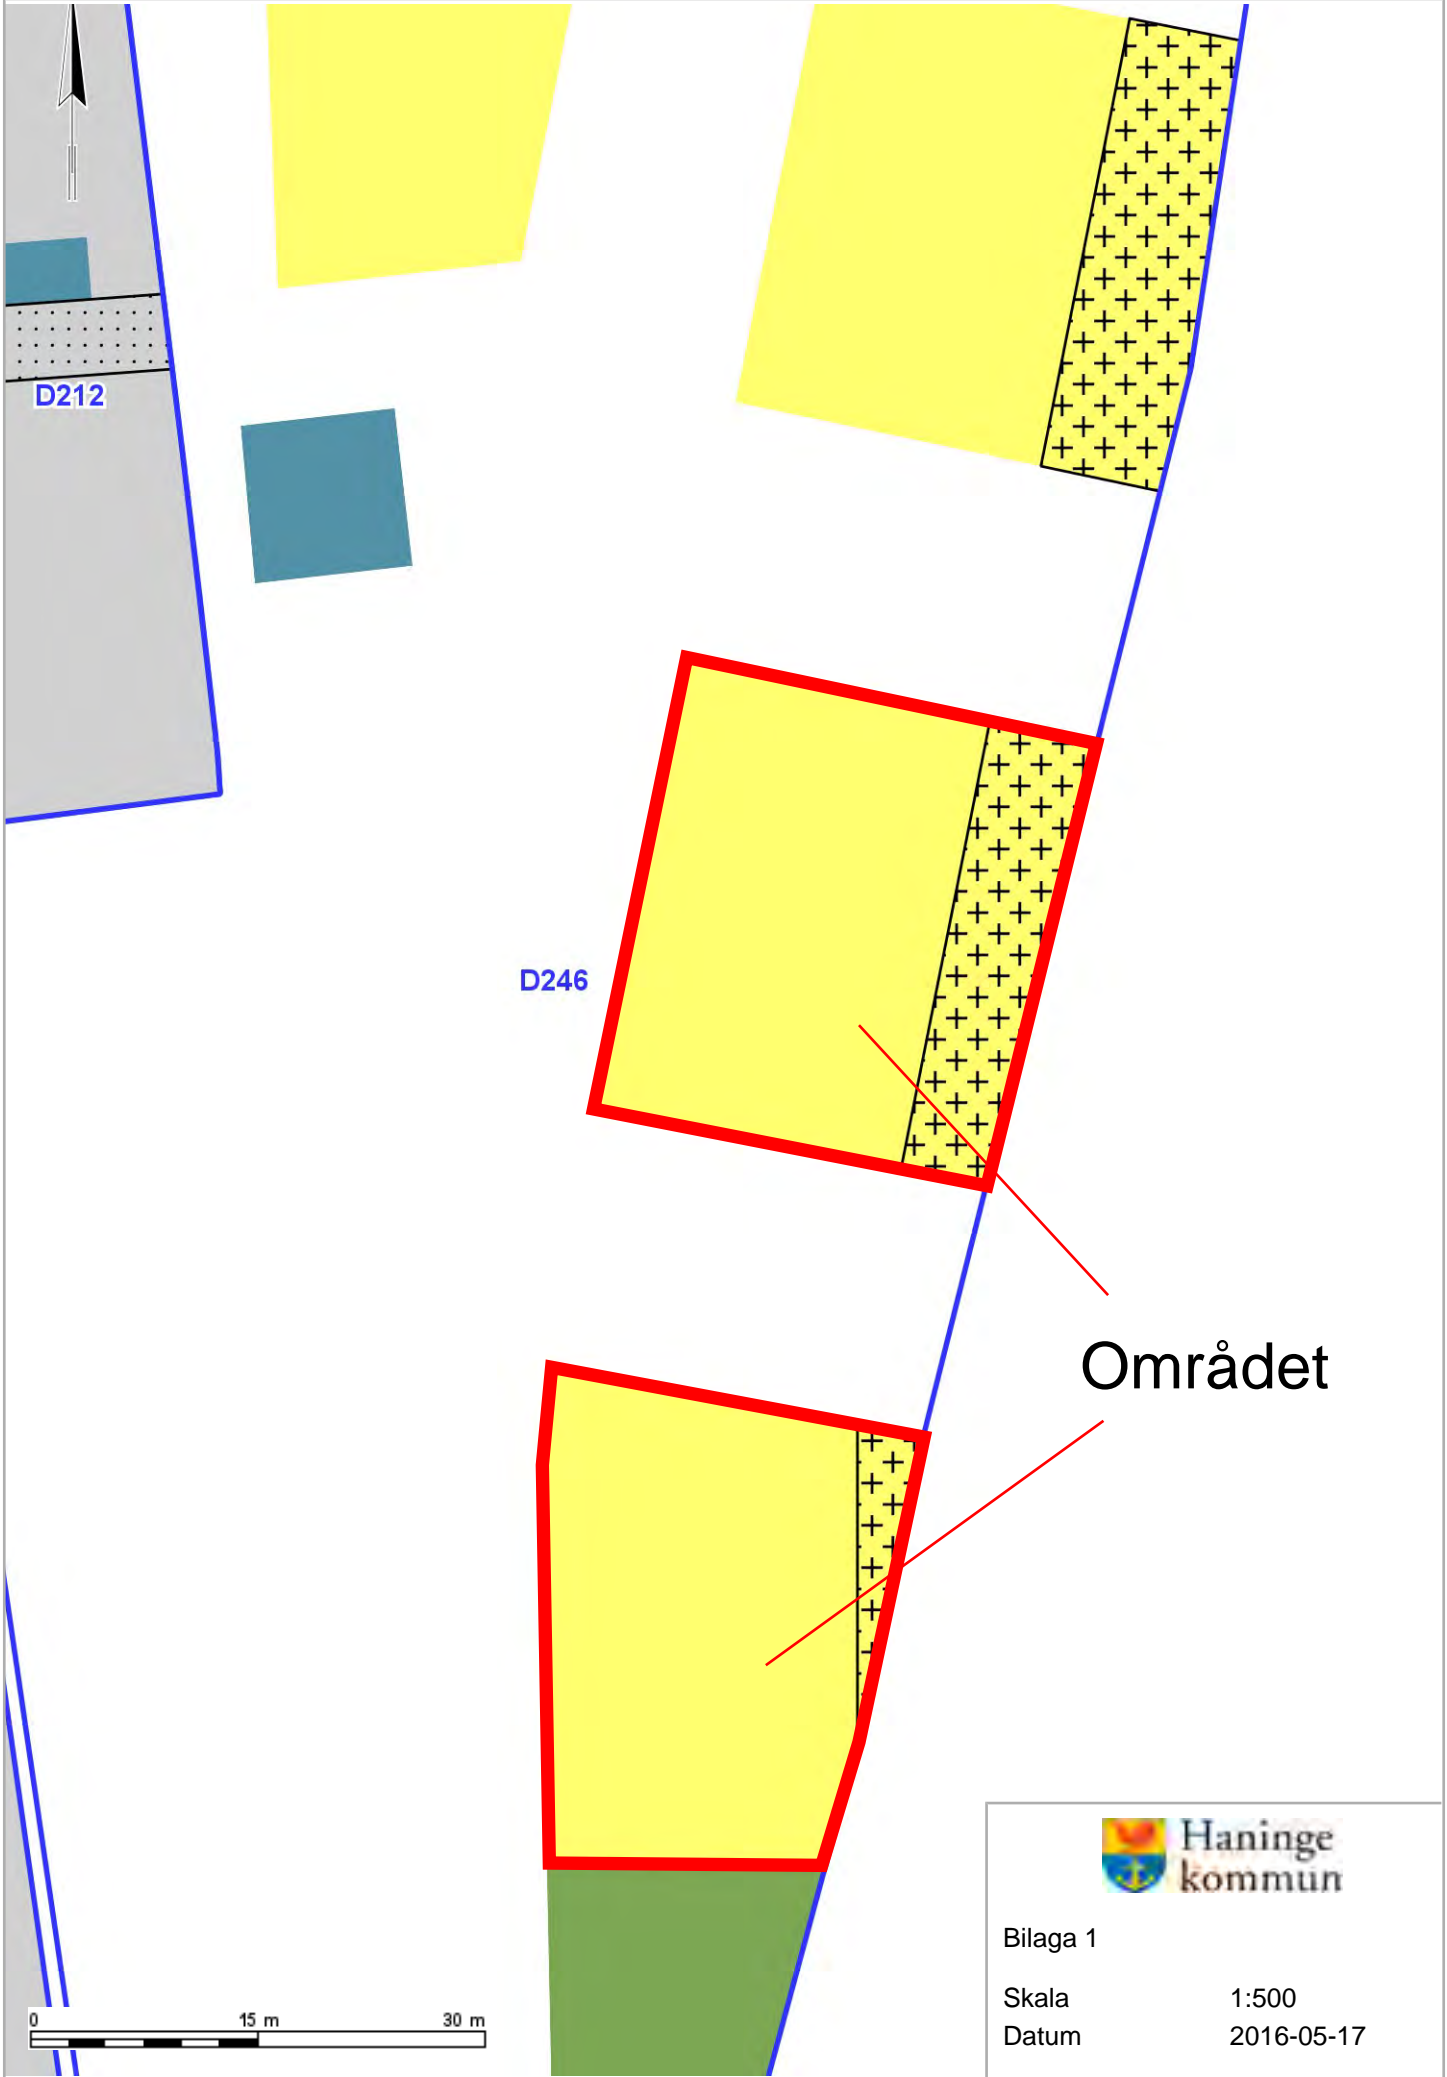 D212
D246
Området
Haninge
kommun
Bilaga 1
Skala 1:500
Datum 2016-05-17
0 15 m 30 m